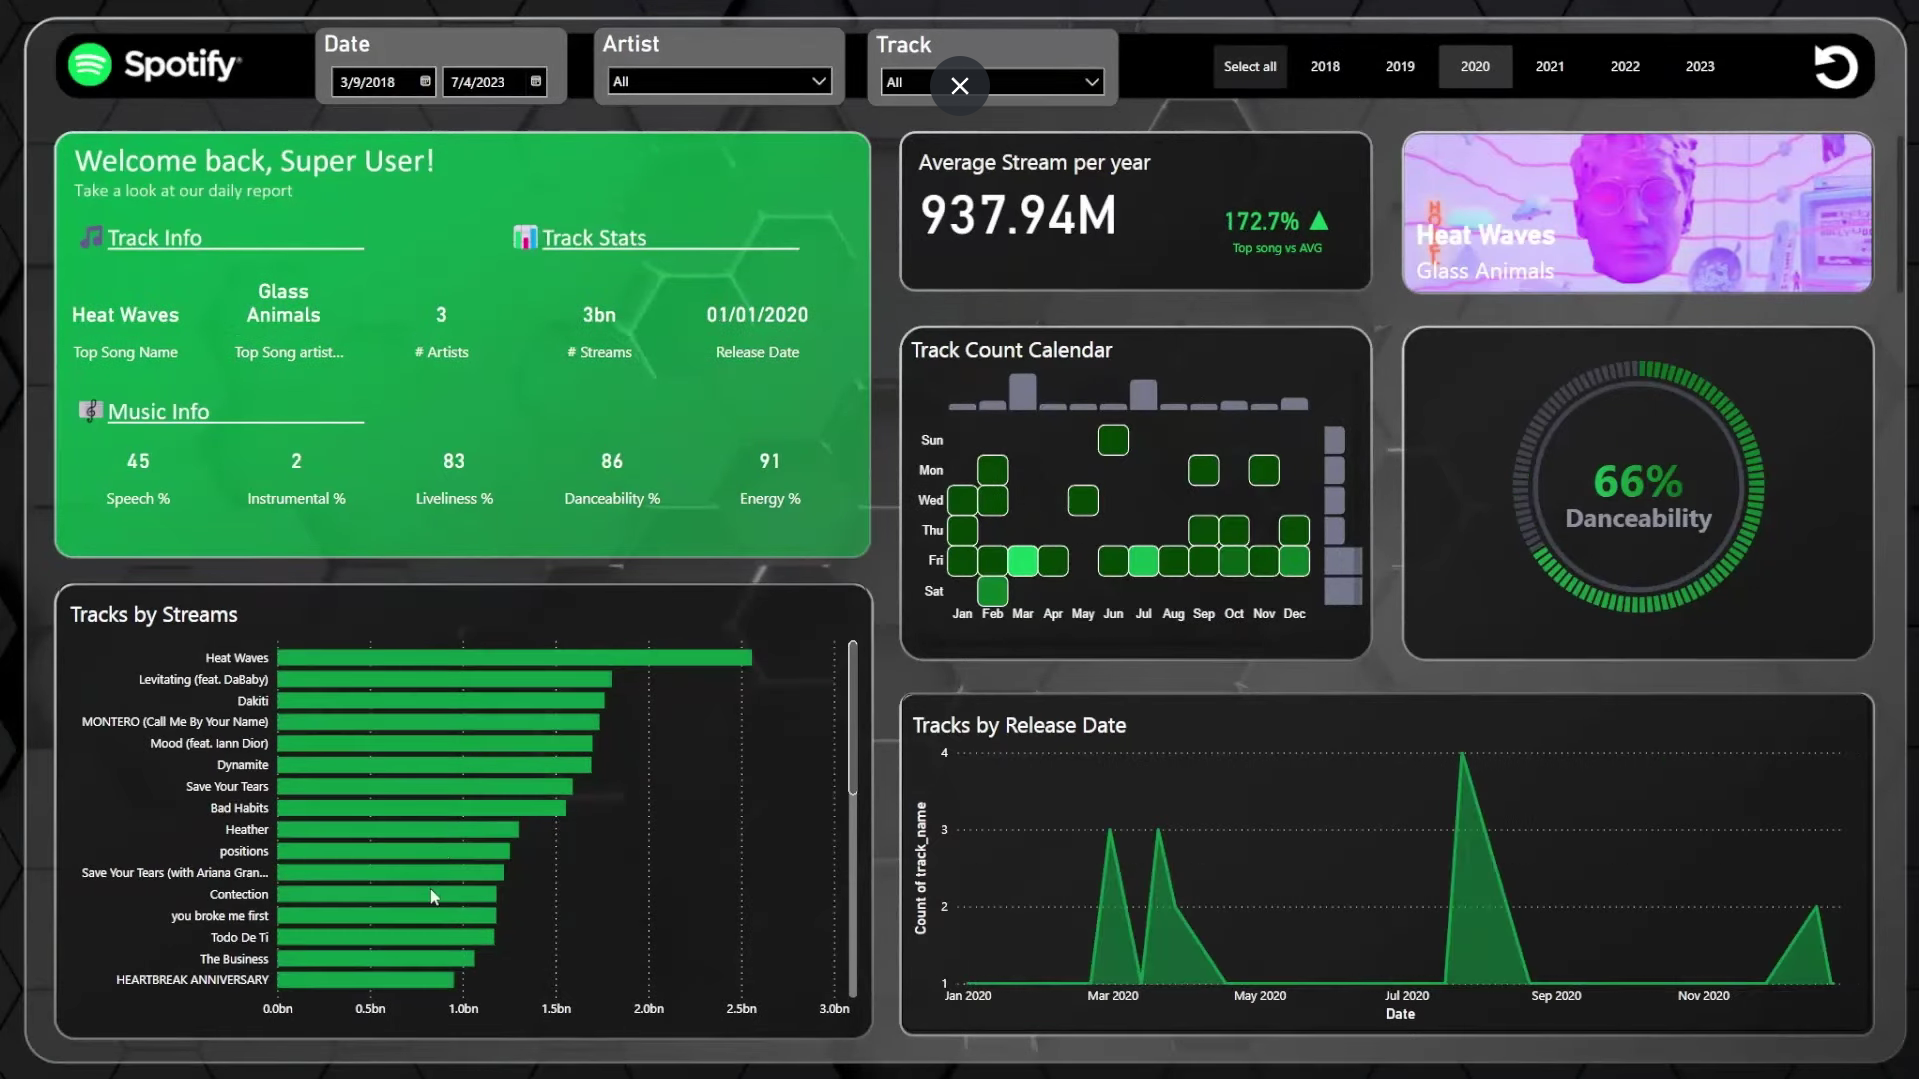 Spotify®
Date
3/9/2018
7/4/2023
Artist
All
Track
All
Select all
2018
2019
2020
2021
2022
2023
Welcome back, Super User!
Take a look at our daily report
Track Info
Track Stats
Heat Waves
Top Song Name
Glass
Animals
Top Song artist...
3
# Artists
3bn
# Streams
01/01/2020
Release Date
Music Info
45
Speech %
2
Instrumental %
83
Liveliness %
86
Danceability %
91
Energy %
Average Stream per year
937.94M
172.7% ▲
Top song vs AVG
Heat Waves
Glass Animals
Track Count Calendar
Sun
Mon
Wed
Thu
Fri
Sat
Jan Feb Mar Apr May Jun Jul Aug Sep Oct Nov Dec
66%
Danceability
Tracks by Streams
Heat Waves
Levitating (feat. DaBaby)
Dakiti
MONTERO (Call Me By Your Name)
Mood (feat. Iann Dior)
Dynamite
Save Your Tears
Bad Habits
Heather
positions
Save Your Tears (with Ariana Gran...
Contection
you broke me first
Todo De Ti
The Business
HEARTBREAK ANNIVERSARY
0.0bn 0.5bn 1.0bn 1.5bn 2.0bn 2.5bn 3.0bn
Tracks by Release Date
Count of track_name
4
3
2
1
Jan 2020 Mar 2020 May 2020 Jul 2020 Sep 2020 Nov 2020
Date